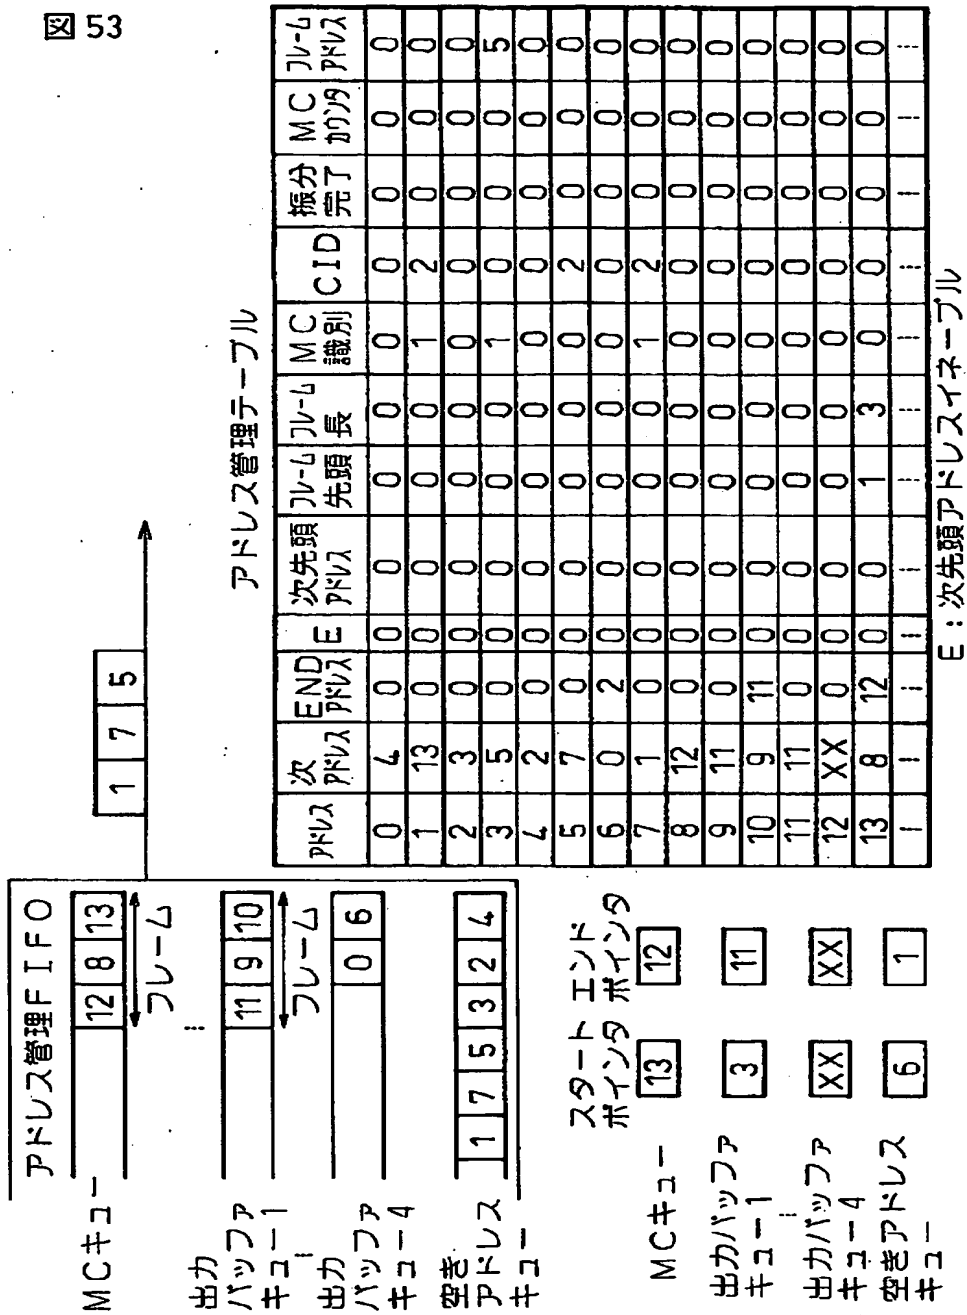 図 53
アドレス管理FIFO
MCキュー
12 8 13
フレーム
⋮
出力
バッファ
キュー1
11 9 10
フレーム
⋮
出力
バッファ
キュー4
0 6
空き
アドレス
キュー
1 7 5 3 2 4
1 7 5
スタート
ポインタ
エンド
ポインタ
MCキュー 13 12
出力バッファ
キュー1 3 11
⋮
出力バッファ
キュー4 XX XX
空きアドレス
キュー 6 1
アドレス管理テーブル
アドレス 次アドレス ENDアドレス E 次先頭アドレス フレーム先頭 フレーム長 MC識別 CID 振分完了 MCカウンタ フレームアドレス
0 4 0 0 0 0 0 0 0 0 0 0
1 13 0 0 0 0 0 1 2 0 0 0
2 3 0 0 0 0 0 0 0 0 0 0
3 5 0 0 0 0 0 1 0 0 0 5
4 2 0 0 0 0 0 0 0 0 0 0
5 7 0 0 0 0 0 0 2 0 0 0
6 0 2 0 0 0 0 0 0 0 0 0
7 1 0 0 0 0 0 1 2 0 0 0
8 12 0 0 0 0 0 0 0 0 0 0
9 11 0 0 0 0 0 0 0 0 0 0
10 9 11 0 0 0 0 0 0 0 0 0
11 11 0 0 0 0 0 0 0 0 0 0
12 XX 0 0 0 0 0 0 0 0 0 0
13 8 12 0 0 1 3 0 0 0 0 0
E：次先頭アドレスイネーブル